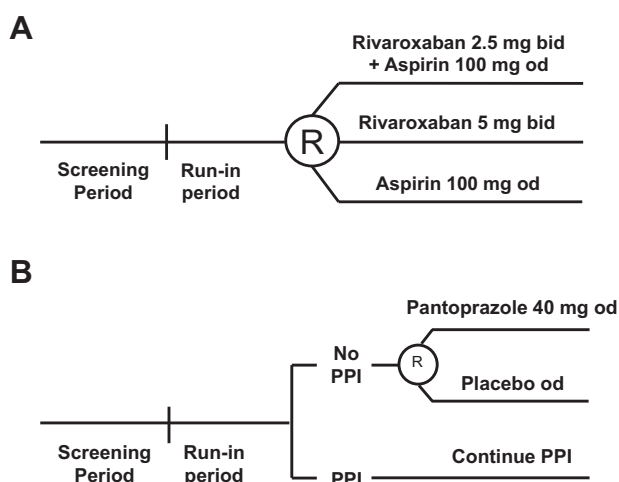 A
Rivaroxaban 2.5 mg bid
+ Aspirin 100 mg od
R
Rivaroxaban 5 mg bid
Aspirin 100 mg od
Screening
Period
Run-in
period
B
Pantoprazole 40 mg od
No
PPI
R
Placebo od
Screening
Period
Run-in
period
PPI
Continue PPI